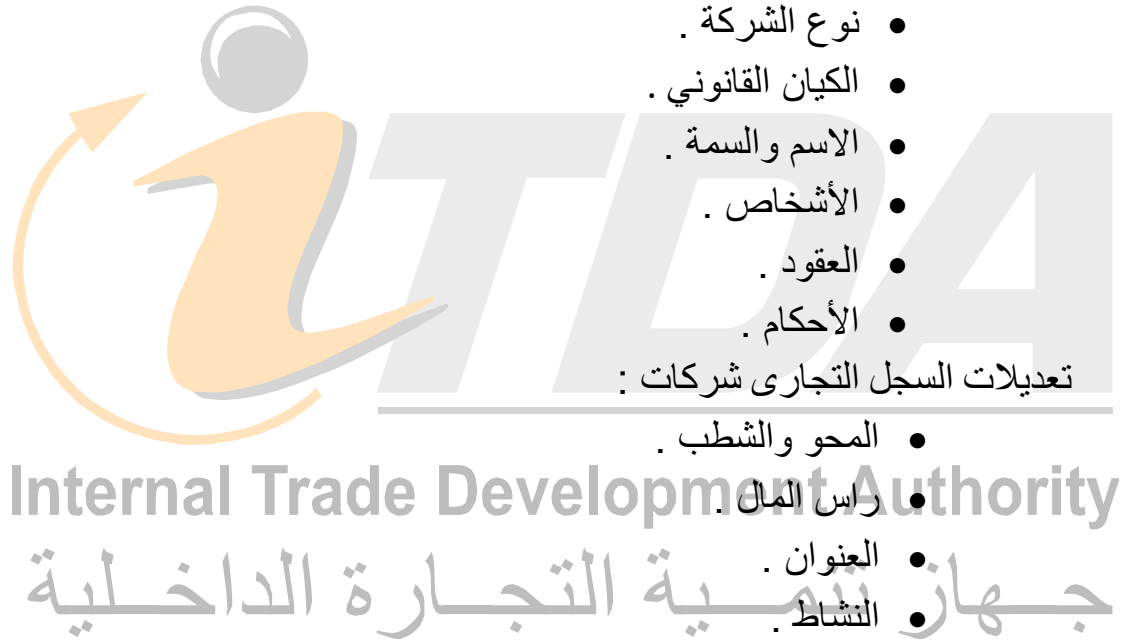 • نوع الشركة .
• الكيان القانوني .
• الاسم والسمة .
• الأشخاص .
• العقود .
• الأحكام .
iTDA
تعديلات السجل التجارى شركات :
• المحو والشطب .
• راس المال .
Internal Trade Development Authority
• العنوان .
• النشاط .
جهاز تنمية التجارة الداخلية